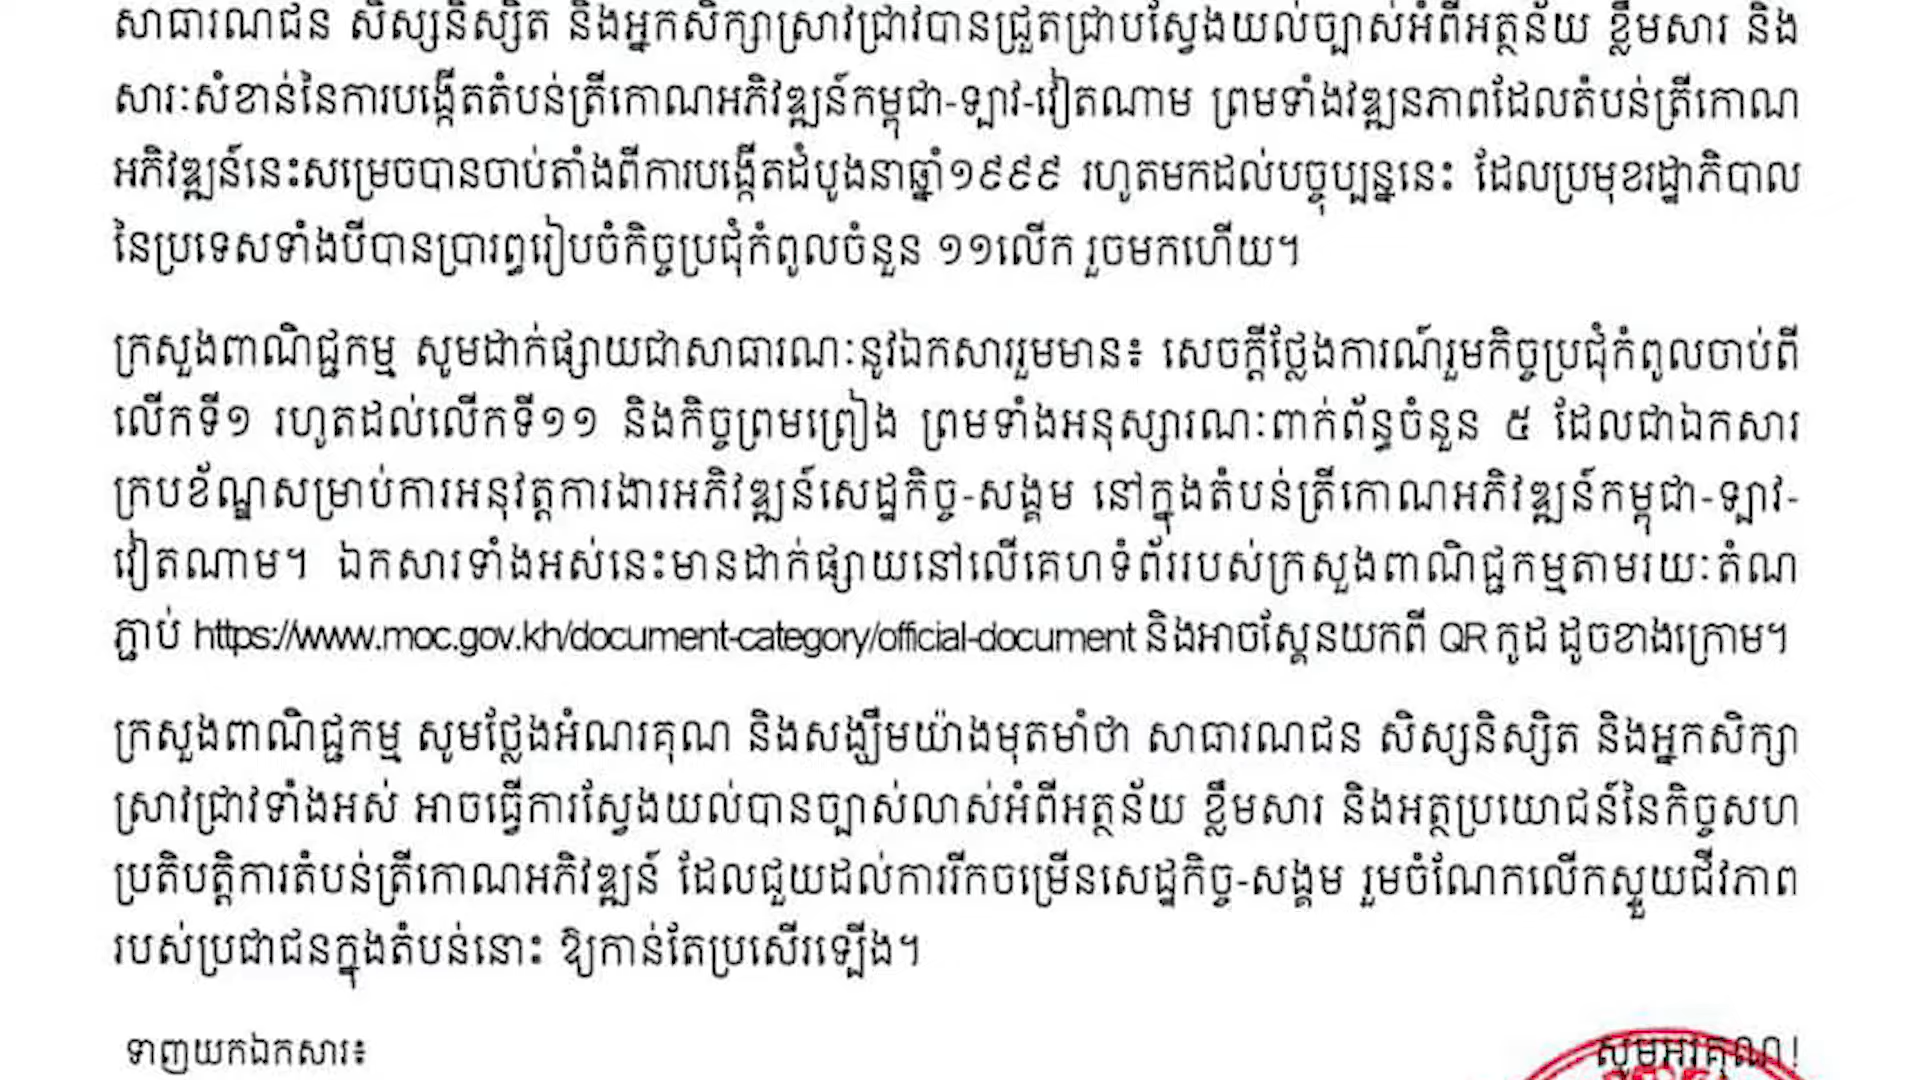 សាធារណជន សិស្សនិស្សិត និងអ្នកសិក្សាស្រាវជ្រាវបានជ្រួតជ្រាបស្វែងយល់ច្បាស់អំពីអត្ថន័យ ខ្លឹមសារ និង
សារៈសំខាន់នៃការបង្កើតតំបន់ត្រីកោណអភិវឌ្ឍន៍កម្ពុជា-ឡាវ-វៀតណាម ព្រមទាំងវឌ្ឍនភាពដែលតំបន់ត្រីកោណ
អភិវឌ្ឍន៍នេះសម្រេចបានចាប់តាំងពីការបង្កើតដំបូងនាឆ្នាំ១៩៩៩ រហូតមកដល់បច្ចុប្បន្ននេះ ដែលប្រមុខរដ្ឋាភិបាល
នៃប្រទេសទាំងបីបានប្រារព្ធរៀបចំកិច្ចប្រជុំកំពូលចំនួន ១១លើក រួចមកហើយ។
ក្រសួងពាណិជ្ជកម្ម សូមដាក់ផ្សាយជាសាធារណៈនូវឯកសាររួមមាន៖ សេចក្តីថ្លែងការណ៍រួមកិច្ចប្រជុំកំពូលចាប់ពី
លើកទី១ រហូតដល់លើកទី១១ និងកិច្ចព្រមព្រៀង ព្រមទាំងអនុស្សារណៈពាក់ព័ន្ធចំនួន ៥ ដែលជាឯកសារ
ក្របខ័ណ្ឌសម្រាប់ការអនុវត្តការងារអភិវឌ្ឍន៍សេដ្ឋកិច្ច-សង្គម នៅក្នុងតំបន់ត្រីកោណអភិវឌ្ឍន៍កម្ពុជា-ឡាវ-
វៀតណាម។ ឯកសារទាំងអស់នេះមានដាក់ផ្សាយនៅលើគេហទំព័ររបស់ក្រសួងពាណិជ្ជកម្មតាមរយៈតំណ
ភ្ជាប់ https://www.moc.gov.kh/document-category/official-document និងអាចស្កែនយកពី QR កូដ ដូចខាងក្រោម។
ក្រសួងពាណិជ្ជកម្ម សូមថ្លែងអំណរគុណ និងសង្ឃឹមយ៉ាងមុតមាំថា សាធារណជន សិស្សនិស្សិត និងអ្នកសិក្សា
ស្រាវជ្រាវទាំងអស់ អាចធ្វើការស្វែងយល់បានច្បាស់លាស់អំពីអត្ថន័យ ខ្លឹមសារ និងអត្ថប្រយោជន៍នៃកិច្ចសហ
ប្រតិបត្តិការតំបន់ត្រីកោណអភិវឌ្ឍន៍ ដែលជួយដល់ការរីកចម្រើនសេដ្ឋកិច្ច-សង្គម រួមចំណែកលើកស្ទួយជីវភាព
របស់ប្រជាជនក្នុងតំបន់នោះ ឱ្យកាន់តែប្រសើរឡើង។
ទាញយកឯកសារ៖
សូមអរគុណ!